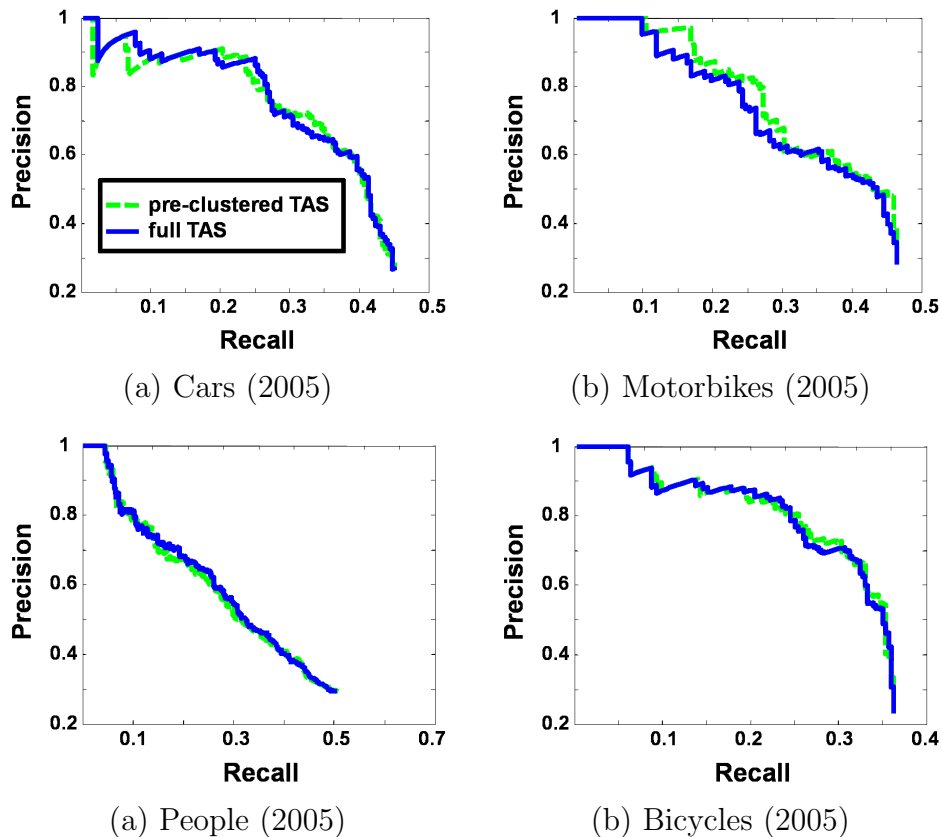 1
0.8
0.6
0.4
0.2
Precision
pre-clustered TAS
full TAS
0.1 0.2 0.3 0.4 0.5
Recall
(a) Cars (2005)
1
0.8
0.6
0.4
0.2
Precision
0.1 0.2 0.3 0.4 0.5
Recall
(b) Motorbikes (2005)
1
0.8
0.6
0.4
0.2
Precision
0.1 0.3 0.5 0.7
Recall
(a) People (2005)
1
0.8
0.6
0.4
0.2
Precision
0.1 0.2 0.3 0.4
Recall
(b) Bicycles (2005)